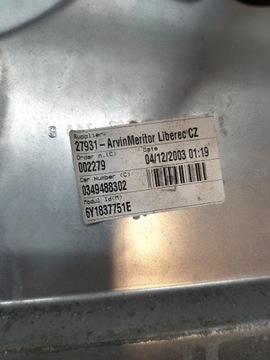 Supplier
27931-ArvinMeritor Liberec CZ
Order n.(C) Date
002279 04/12/2003 01:19
Car Number (C)
0349488302
Modul Id(M)
6Y1837751E